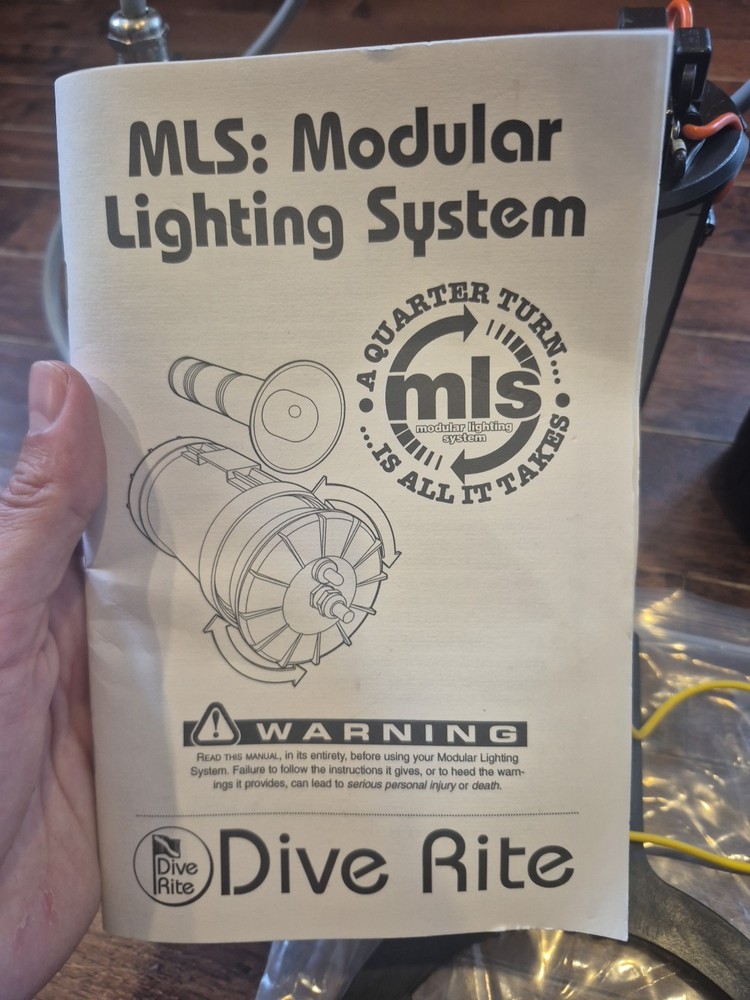 MLS: Modular
Lighting System
A QUARTER TURN...
mls
modular lighting
system
...IS ALL IT TAKES
WARNING
READ THIS MANUAL, in its entirety, before using your Modular Lighting
System. Failure to follow the instructions it gives, or to heed the warn-
ings it provides, can lead to serious personal injury or death.
Dive
Rite
Dive Rite